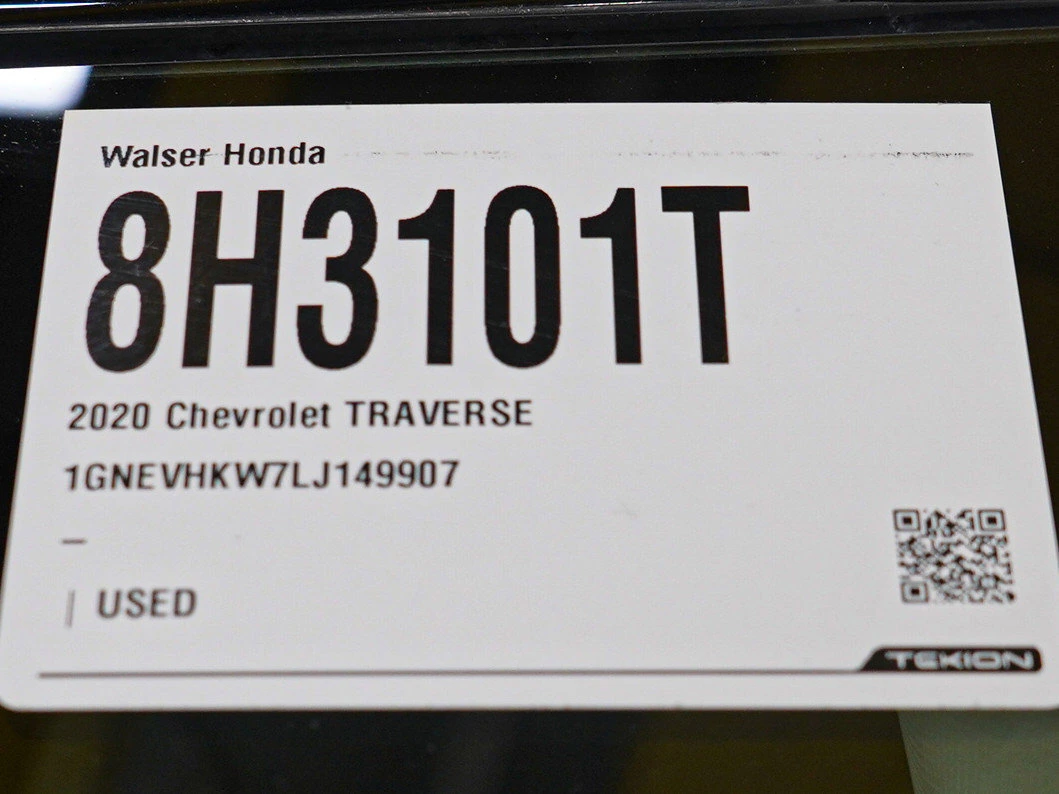 Walser Honda
8H3101T
2020 Chevrolet TRAVERSE
1GNEVHKW7LJ149907
–
| USED
TEKION